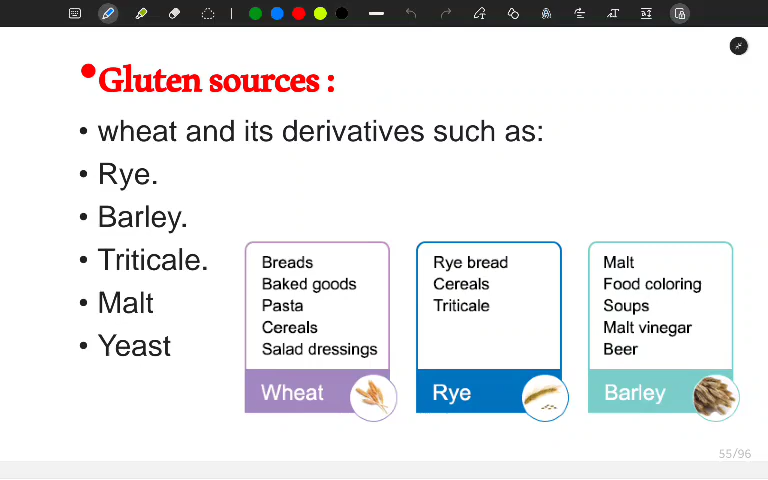 •Gluten sources :
• wheat and its derivatives such as:
• Rye.
• Barley.
• Triticale.
• Malt
• Yeast
Breads
Baked goods
Pasta
Cereals
Salad dressings
Wheat
Rye bread
Cereals
Triticale
Rye
Malt
Food coloring
Soups
Malt vinegar
Beer
Barley
55/96